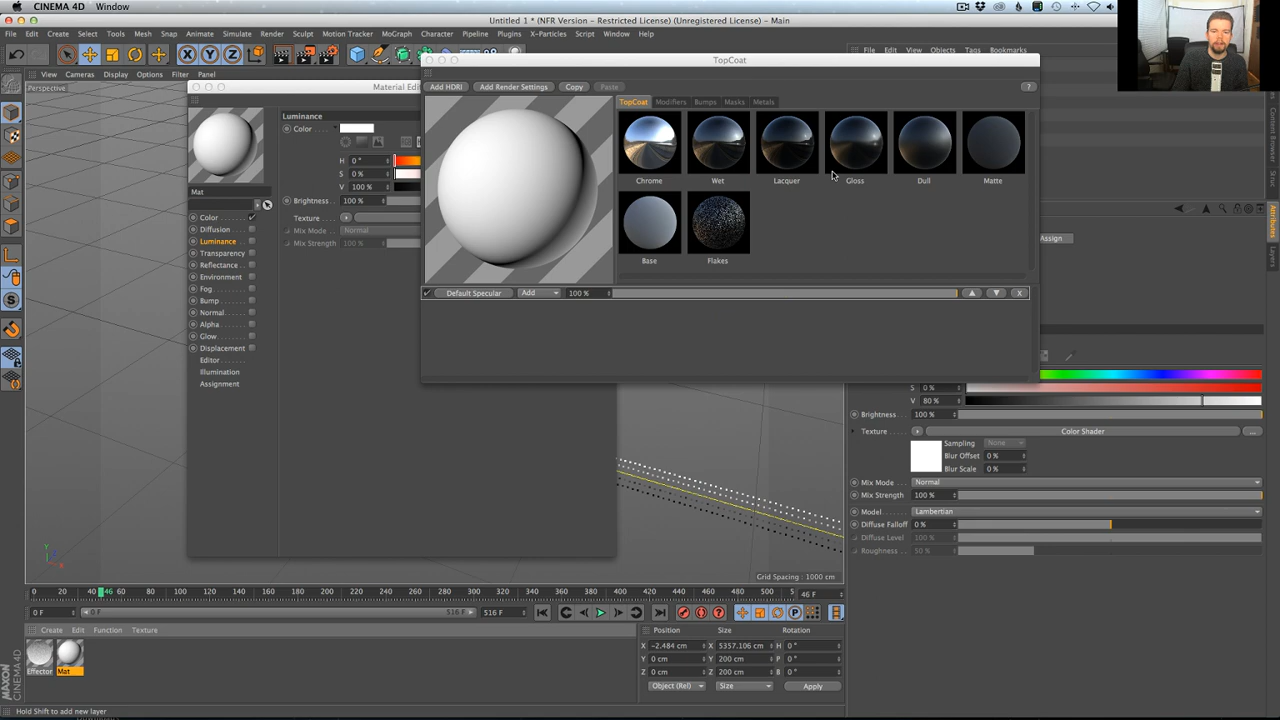 CINEMA 4D Window
Untitled 1 * (NFR Version - Restricted License) (Unregistered License) - Main
File Edit Create Select Tools Mesh Snap Animate Simulate Render Sculpt Motion Tracker MoGraph Character Pipeline Plugins X-Particles Script Window Help
X Y Z
File Edit View Objects Tags Bookmarks
View Cameras Display Options Filter Panel
TopCoat
Perspective
Material Edi
Add HDRI Add Render Settings Copy Paste ?
TopCoat Modifiers Bumps Masks Metals
Luminance
Color
H 0 °
S 0 %
V 100 %
Chrome Wet Lacquer Gloss Dull Matte
Mat
Brightness 100 %
Texture
Mix Mode Normal
Mix Strength 100 %
Color
Diffusion
Luminance
Transparency
Reflectance
Environment
Fog
Bump
Normal
Alpha
Glow
Displacement
Editor
Illumination
Assignment
Base Flakes
Default Specular Add 100 % X
Assign
Content Browser
Struc
Attributes
Layers
S 0 %
V 80 %
Brightness 100 %
Texture Color Shader ...
Sampling None
Blur Offset 0 %
Blur Scale 0 %
Mix Mode Normal
Mix Strength 100 %
Model Lambertian
Diffuse Falloff 0 %
Diffuse Level 100 %
Roughness 50 %
Y
X
Grid Spacing : 1000 cm
0 20 40 46 60 80 100 120 140 160 180 200 220 240 260 280 300 320 340 360 380 400 420 440 460 480 500 5 46 F
0 F 0 F 516 F 516 F
Create Edit Function Texture
Effector Mat
Position Size Rotation
X -2.484 cm X 5357.106 cm H 0 °
Y 0 cm Y 200 cm P 0 °
Z 0 cm Z 200 cm B 0 °
Object (Rel) Size Apply
MAXON CINEMA 4D
Hold Shift to add new layer